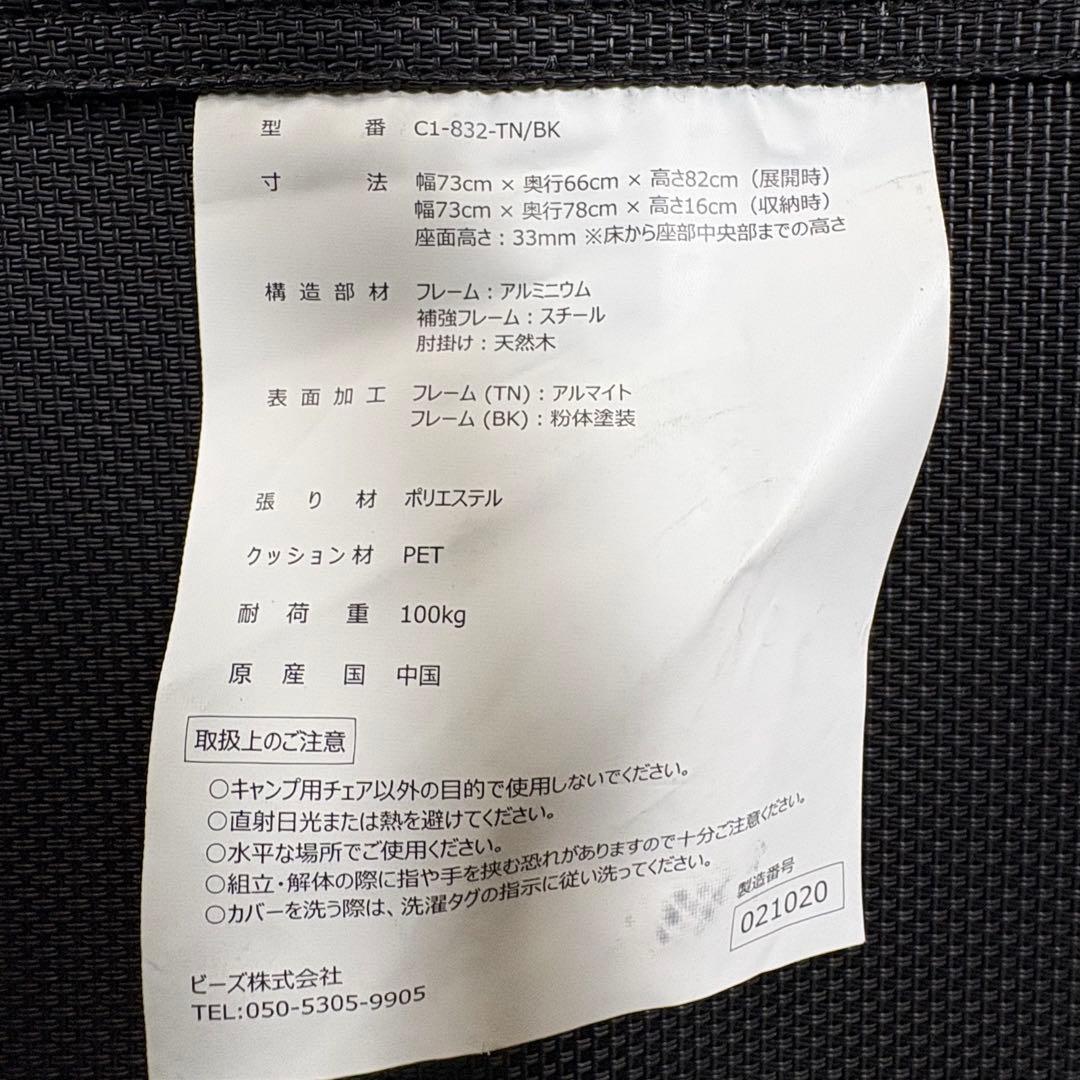 型番 C1-832-TN/BK
寸法 幅73cm × 奥行66cm × 高さ82cm（展開時）
幅73cm × 奥行78cm × 高さ16cm（収納時）
座面高さ：33mm ※床から座部中央部までの高さ
構造部材 フレーム：アルミニウム
補強フレーム：スチール
肘掛け：天然木
表面加工 フレーム (TN)：アルマイト
フレーム (BK)：粉体塗装
張り材 ポリエステル
クッション材 PET
耐荷重 100kg
原産国 中国
取扱上のご注意
○キャンプ用チェア以外の目的で使用しないでください。
○直射日光または熱を避けてください。
○水平な場所でご使用ください。
○組立・解体の際に指や手を挟む恐れがありますので十分ご注意ください。
○カバーを洗う際は、洗濯タグの指示に従い洗ってください。
製造番号
021020
ビーズ株式会社
TEL:050-5305-9905